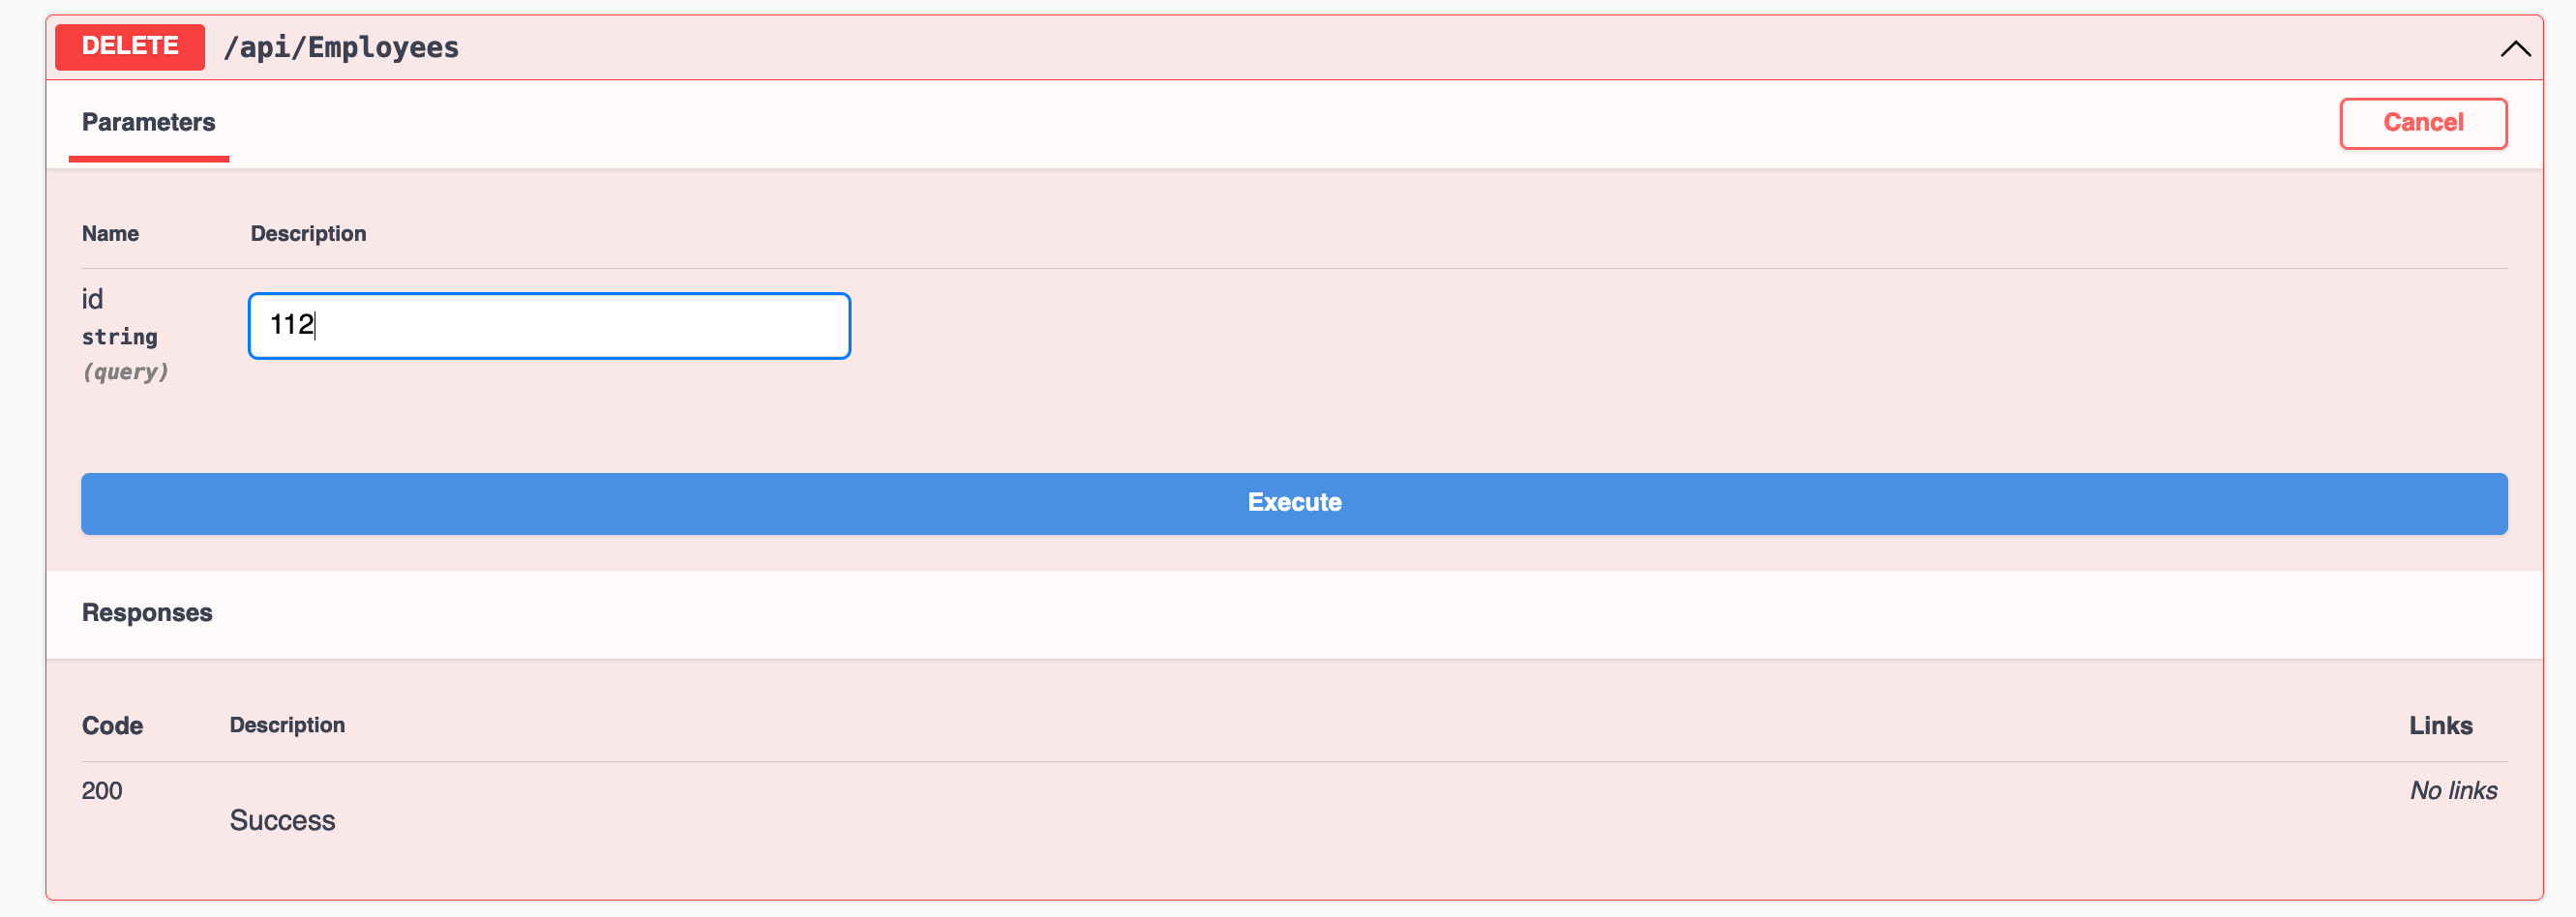 DELETE /api/Employees
Parameters
Cancel
Name Description
id
string
(query)
112
Execute
Responses
Code Description Links
200
Success
No links